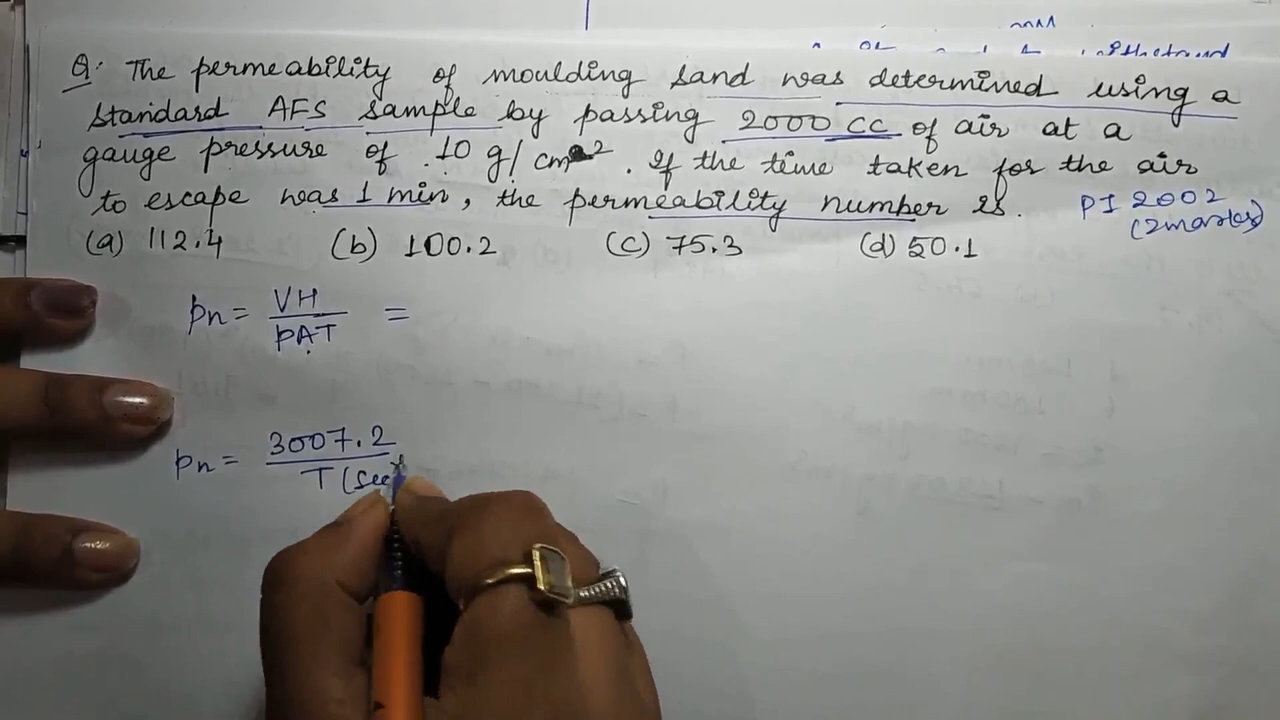 Q: The permeability of moulding sand was determined using a
standard AFS sample by passing 2000 CC of air at a
gauge pressure of .10 g/cm². If the time taken for the air
to escape was 1 min, the permeability number is.
PI 2002
(2 marks)
(a) 112.4 (b) 100.2 (c) 75.3 (d) 50.1
pn = VH / pAT =
pn = 3007.2 / T (sec)